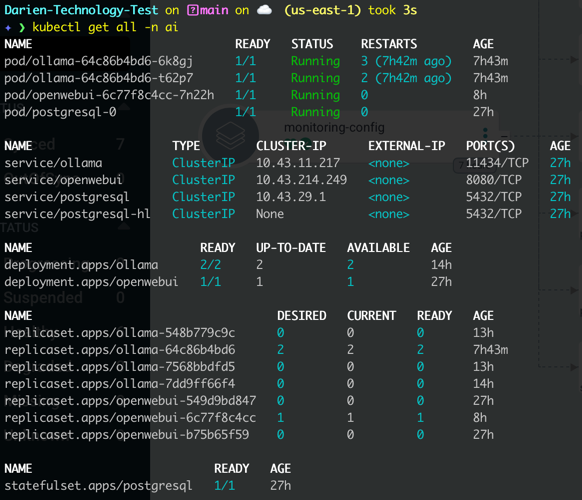 Darien-Technology-Test on main on (us-east-1) took 3s
❯ kubectl get all -n ai
NAME READY STATUS RESTARTS AGE
pod/ollama-64c86b4bd6-6k8gj 1/1 Running 3 (7h42m ago) 7h43m
pod/ollama-64c86b4bd6-t62p7 1/1 Running 2 (7h42m ago) 7h43m
pod/openwebui-6c77f8c4cc-7n22h 1/1 Running 0 8h
pod/postgresql-0 1/1 Running 0 27h
monitoring-config
NAME TYPE CLUSTER-IP EXTERNAL-IP PORT(S) AGE
service/ollama ClusterIP 10.43.11.217 <none> 11434/TCP 27h
service/openwebui ClusterIP 10.43.214.249 <none> 8080/TCP 27h
service/postgresql ClusterIP 10.43.29.1 <none> 5432/TCP 27h
service/postgresql-hl ClusterIP None <none> 5432/TCP 27h
NAME READY UP-TO-DATE AVAILABLE AGE
deployment.apps/ollama 2/2 2 2 14h
deployment.apps/openwebui 1/1 1 1 27h
Suspended 0
NAME DESIRED CURRENT READY AGE
replicaset.apps/ollama-548b779c9c 0 0 0 13h
replicaset.apps/ollama-64c86b4bd6 2 2 2 7h43m
replicaset.apps/ollama-7568bbdfd5 0 0 0 13h
replicaset.apps/ollama-7dd9ff66f4 0 0 0 14h
replicaset.apps/openwebui-549d9bd847 0 0 0 27h
replicaset.apps/openwebui-6c77f8c4cc 1 1 1 8h
replicaset.apps/openwebui-b75b65f59 0 0 0 27h
NAME READY AGE
statefulset.apps/postgresql 1/1 27h